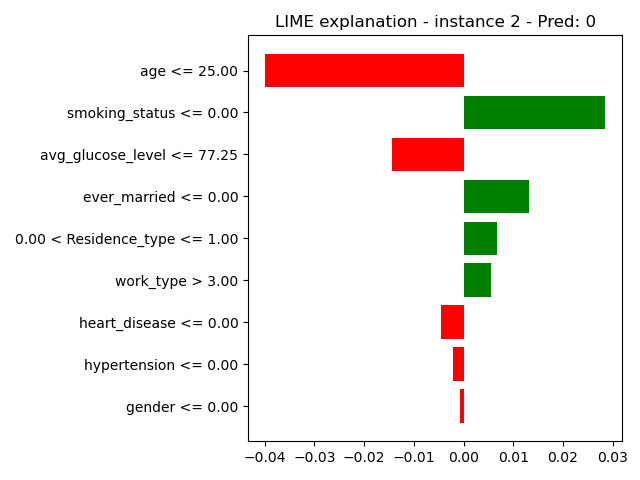 LIME explanation - instance 2 - Pred: 0
age <= 25.00
smoking_status <= 0.00
avg_glucose_level <= 77.25
ever_married <= 0.00
0.00 < Residence_type <= 1.00
work_type > 3.00
heart_disease <= 0.00
hypertension <= 0.00
gender <= 0.00
−0.04 −0.03 −0.02 −0.01 0.00 0.01 0.02 0.03